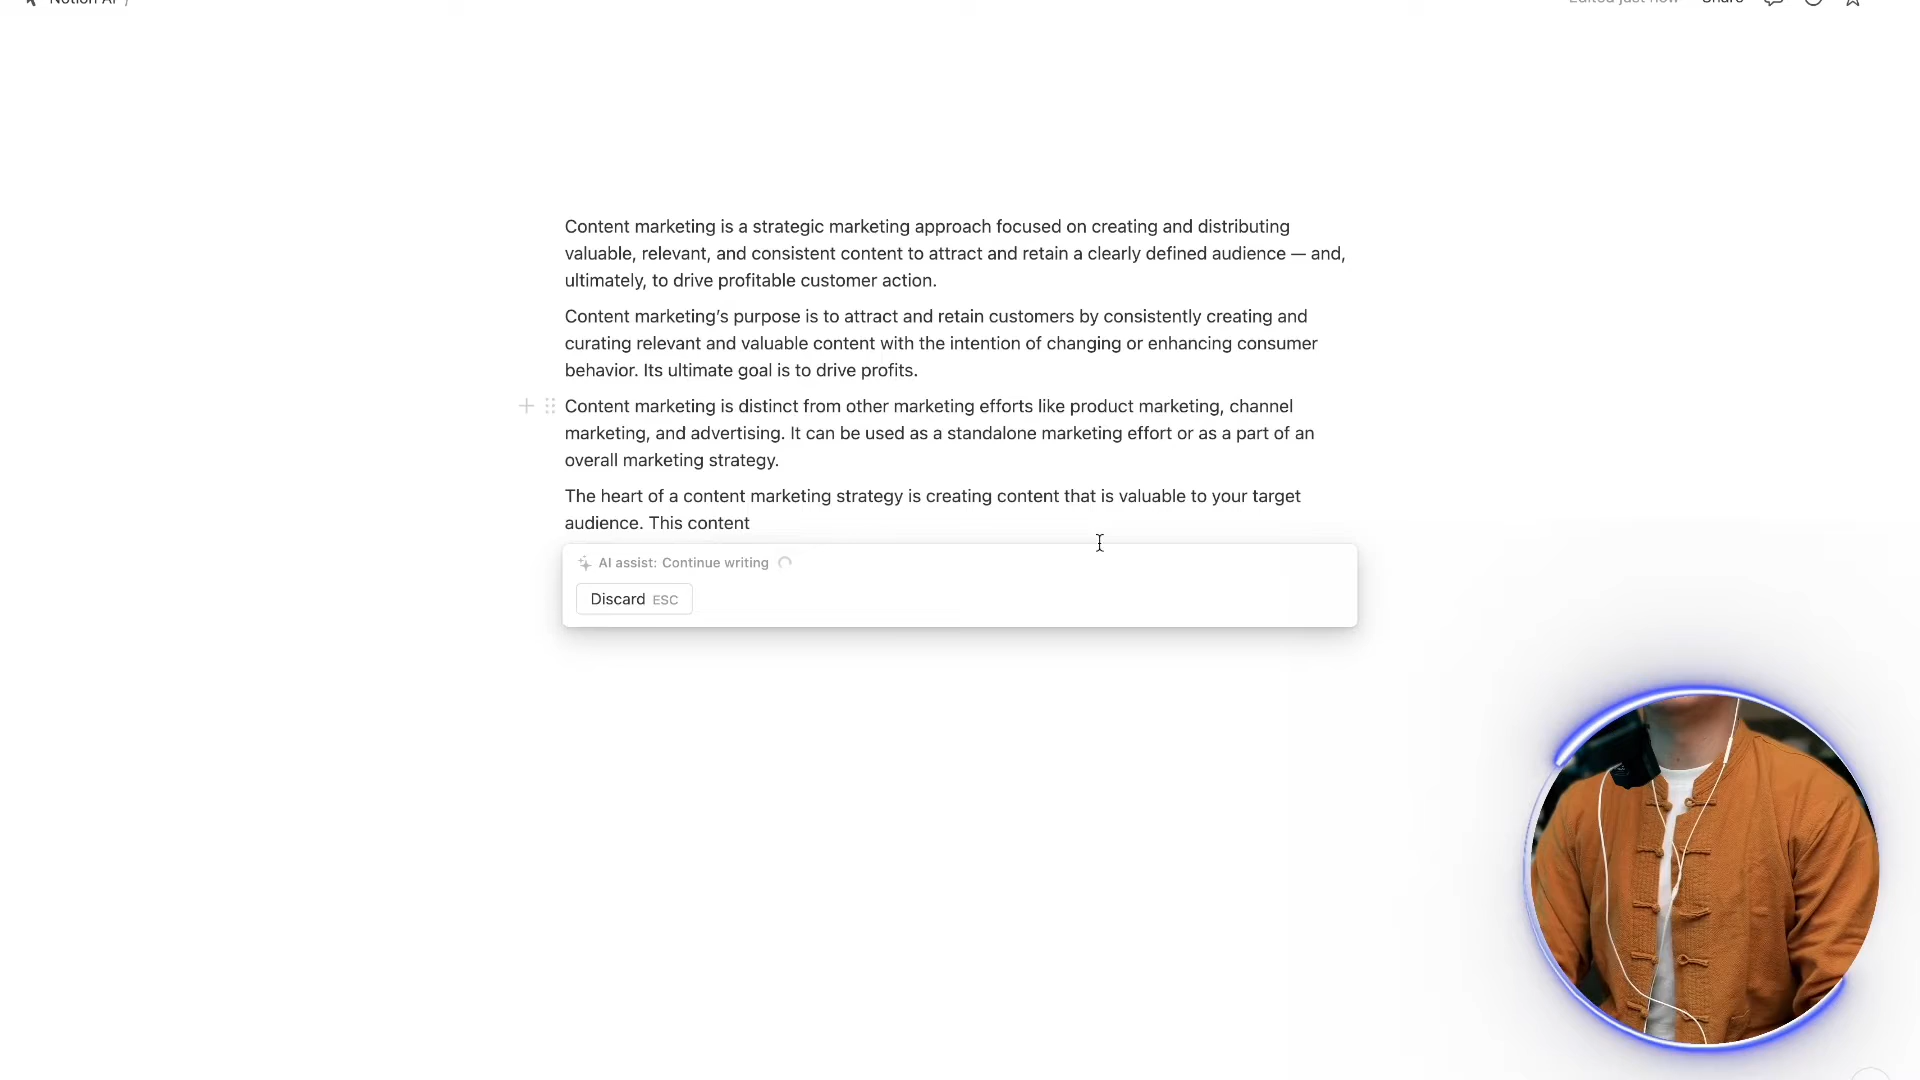 Notion AI /
Edited just now Share
Content marketing is a strategic marketing approach focused on creating and distributing
valuable, relevant, and consistent content to attract and retain a clearly defined audience — and,
ultimately, to drive profitable customer action.
Content marketing’s purpose is to attract and retain customers by consistently creating and
curating relevant and valuable content with the intention of changing or enhancing consumer
behavior. Its ultimate goal is to drive profits.
Content marketing is distinct from other marketing efforts like product marketing, channel
marketing, and advertising. It can be used as a standalone marketing effort or as a part of an
overall marketing strategy.
The heart of a content marketing strategy is creating content that is valuable to your target
audience. This content
AI assist: Continue writing
Discard ESC